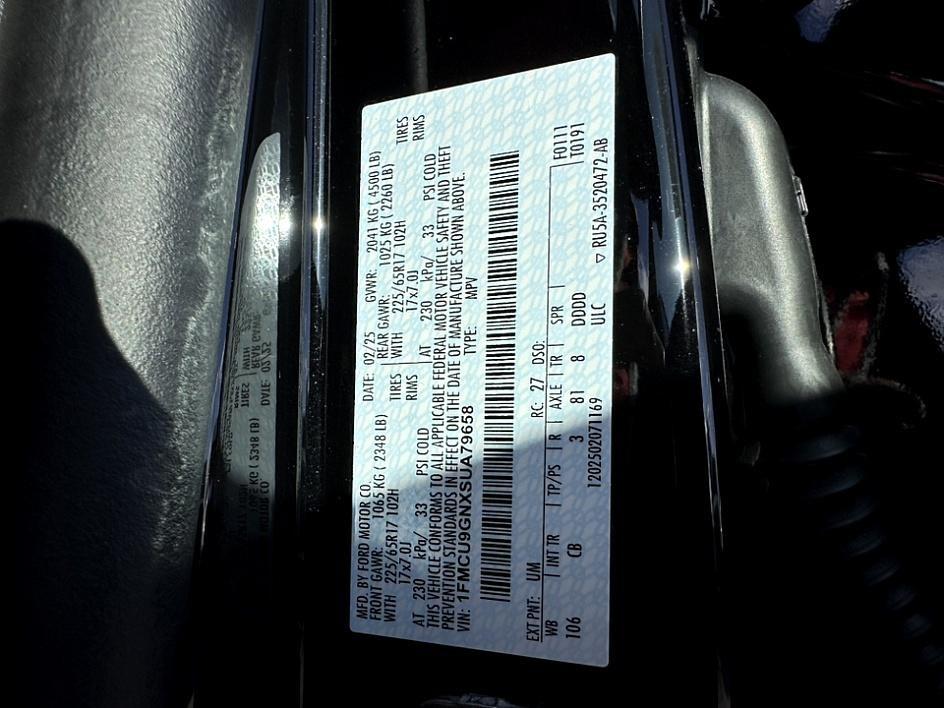 MFD. BY FORD MOTOR CO.
DATE: 02/25 GVWR: 2041 KG ( 4500 LB)
FRONT GAWR: 1065 KG ( 2348 LB)
REAR GAWR: 1025 KG ( 2260 LB)
WITH 225/65R17 102H TIRES
WITH 225/65R17 102H TIRES
17x7.0J RIMS
17x7.0J RIMS
AT 230 kPa/ 33 PSI COLD
AT 230 kPa/ 33 PSI COLD
THIS VEHICLE CONFORMS TO ALL APPLICABLE FEDERAL MOTOR VEHICLE SAFETY AND THEFT
PREVENTION STANDARDS IN EFFECT ON THE DATE OF MANUFACTURE SHOWN ABOVE.
VIN: 1FMCU9GNXSUA79658 TYPE: MPV
F0111
T0191
EXT PNT: UM RC: 27 DSO:
WB INT TR TP/PS R AXLE TR SPR
106 CB 3 81 8 DDDD
1202502071169 ULC ▽ RU5A-3520472-AB